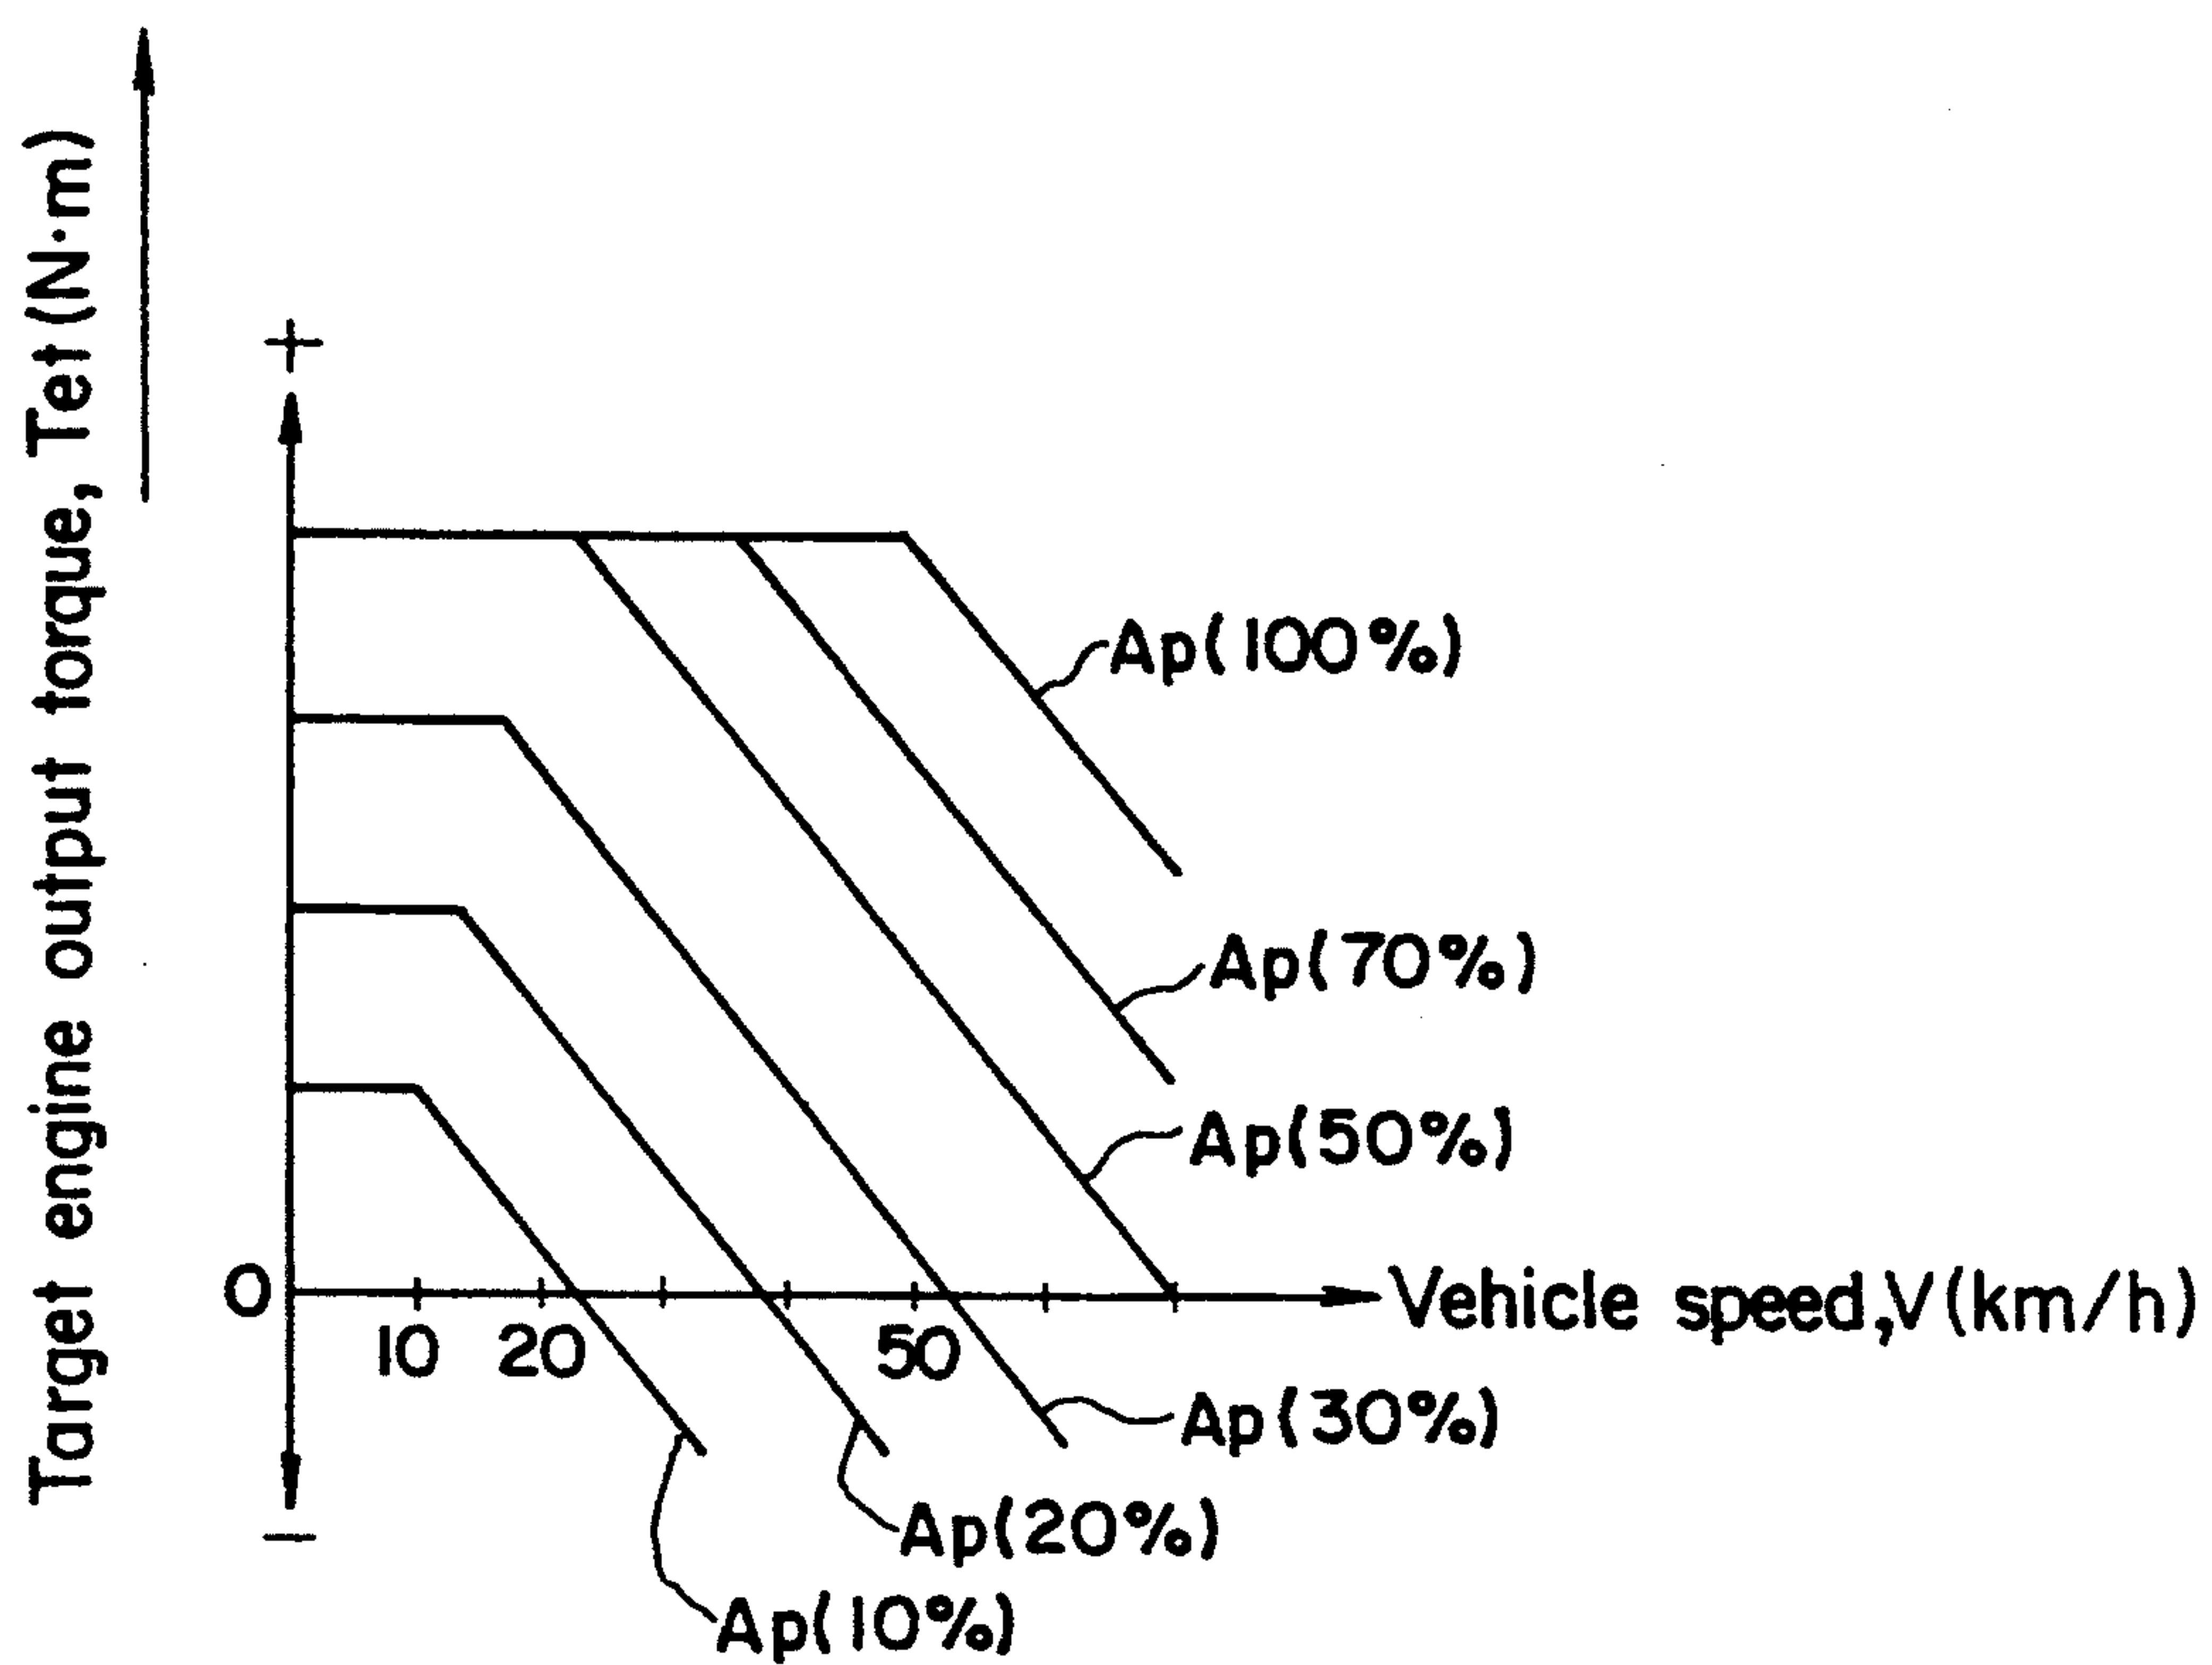 Target engine output torque, Tet (N·m)
+
Ap(100%)
Ap(70%)
Ap(50%)
0
Vehicle speed,V(km/h)
10 20 50
Ap(30%)
Ap(20%)
−
Ap(10%)